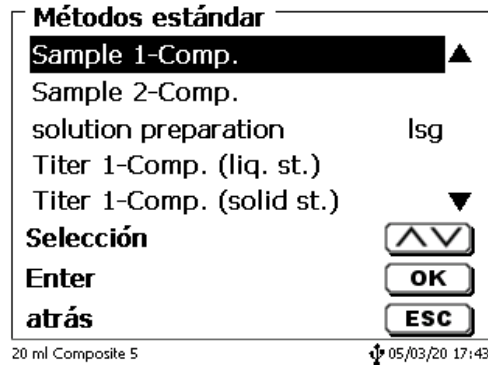 Métodos estándar
Sample 1-Comp.
Sample 2-Comp.
solution preparation lsg
Titer 1-Comp. (liq. st.)
Titer 1-Comp. (solid st.)
Selección
Enter OK
atrás ESC
20 ml Composite 5 05/03/20 17:43